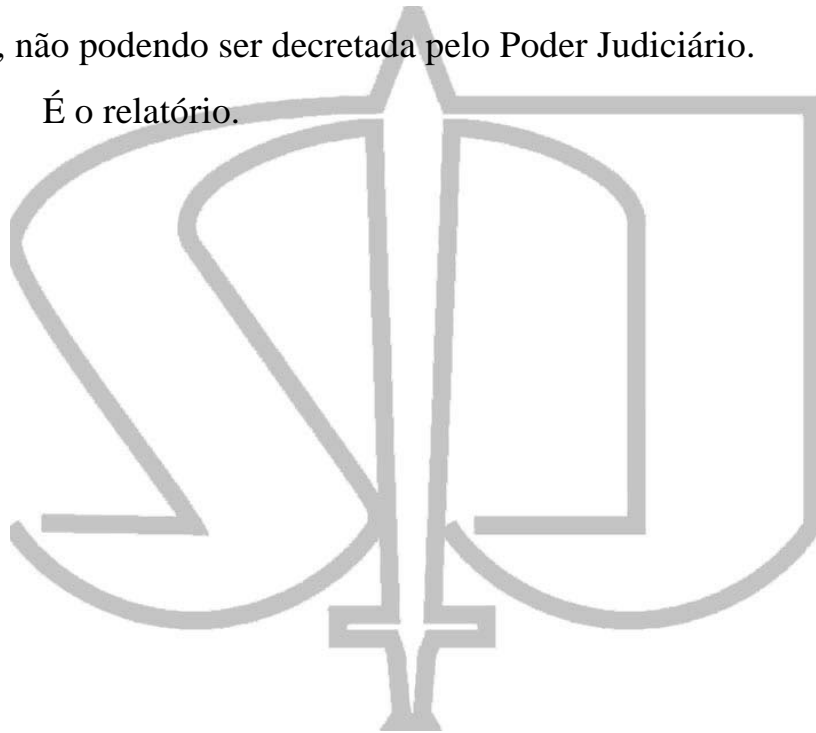 , não podendo ser decretada pelo Poder Judiciário.
É o relatório.